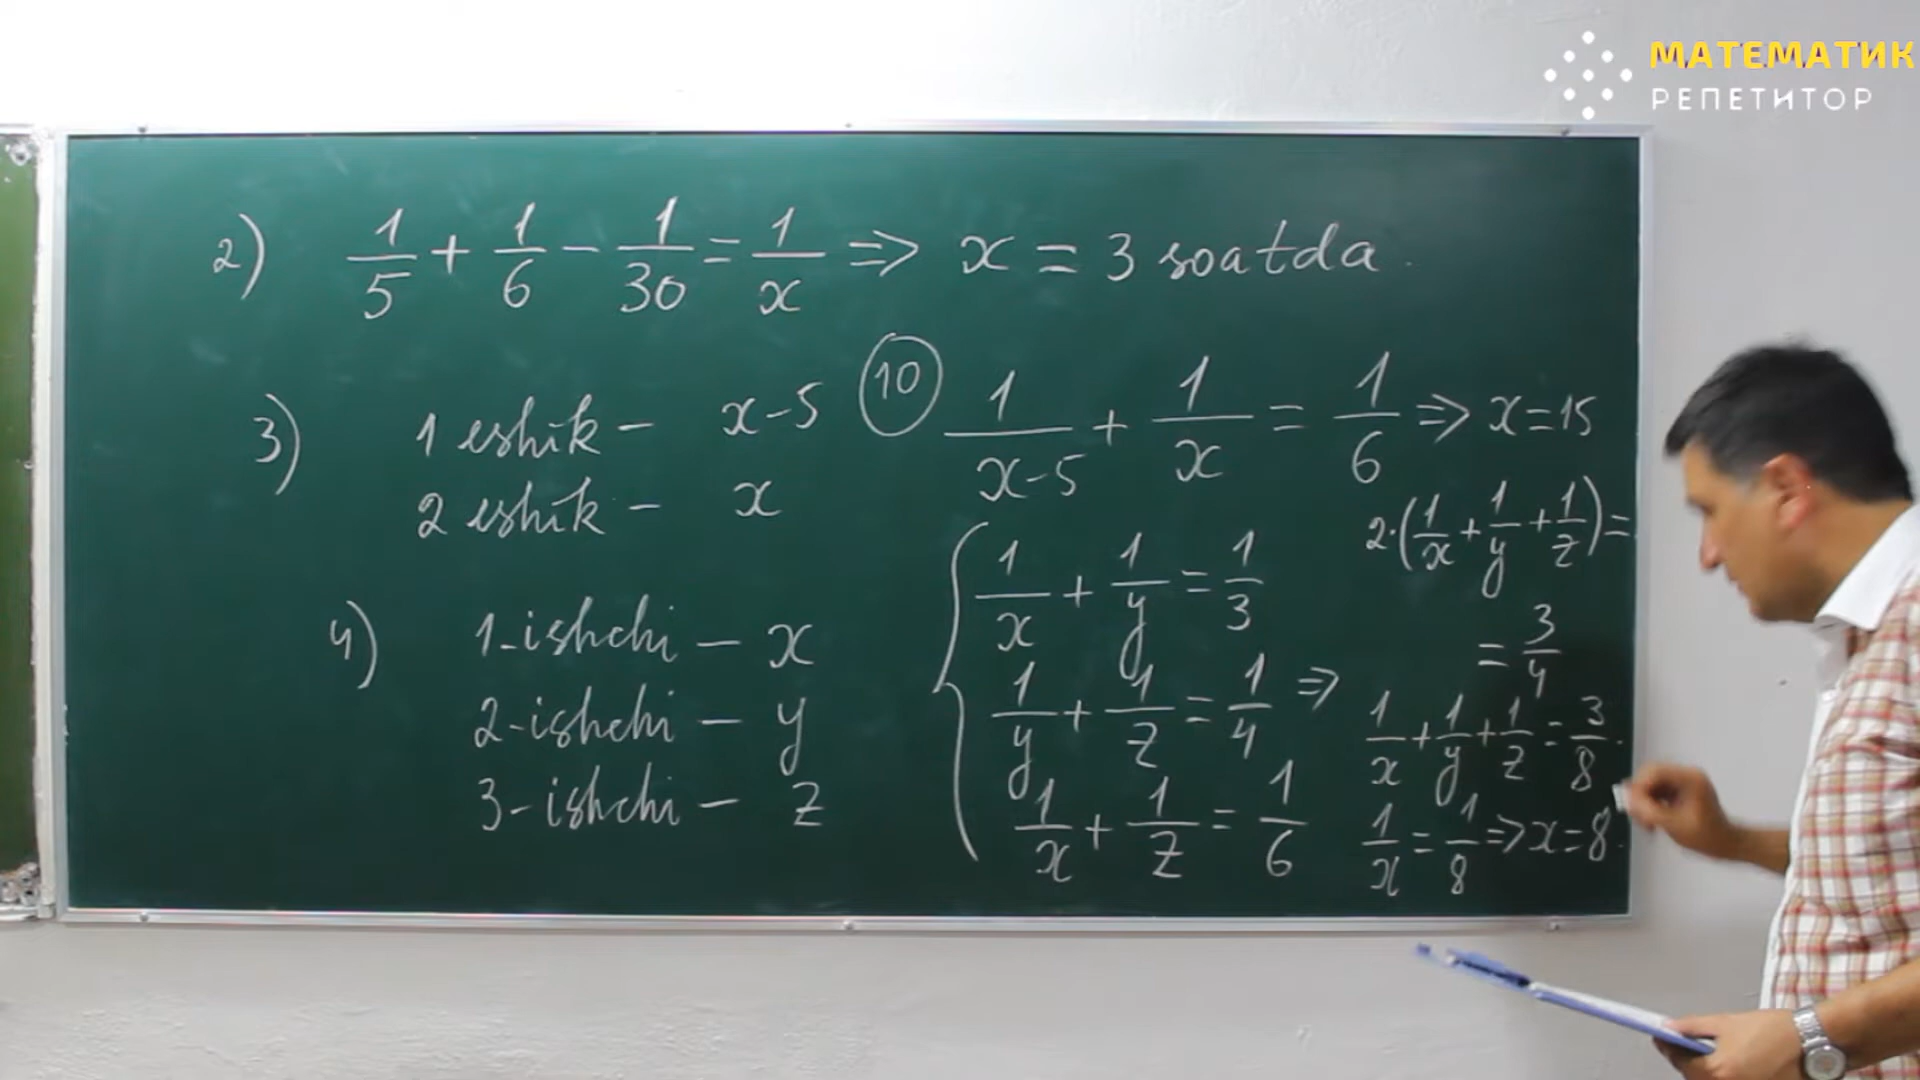 МАТЕМАТИК
РЕПЕТИТОР
2) 1/5 + 1/6 - 1/30 = 1/x => x = 3 soatda.
3) 1 eshik - x-5
2 eshik - x
10 1/(x-5) + 1/x = 1/6 => x=15
4) 1-ishchi - x
2-ishchi - y
3-ishchi - z
{ 1/x + 1/y = 1/3
1/y + 1/z = 1/4 =>
1/x + 1/z = 1/6
2·(1/x + 1/y + 1/z) =
= 3/4
1/x + 1/y + 1/z = 3/8.
1/x = 1/8 => x=8.